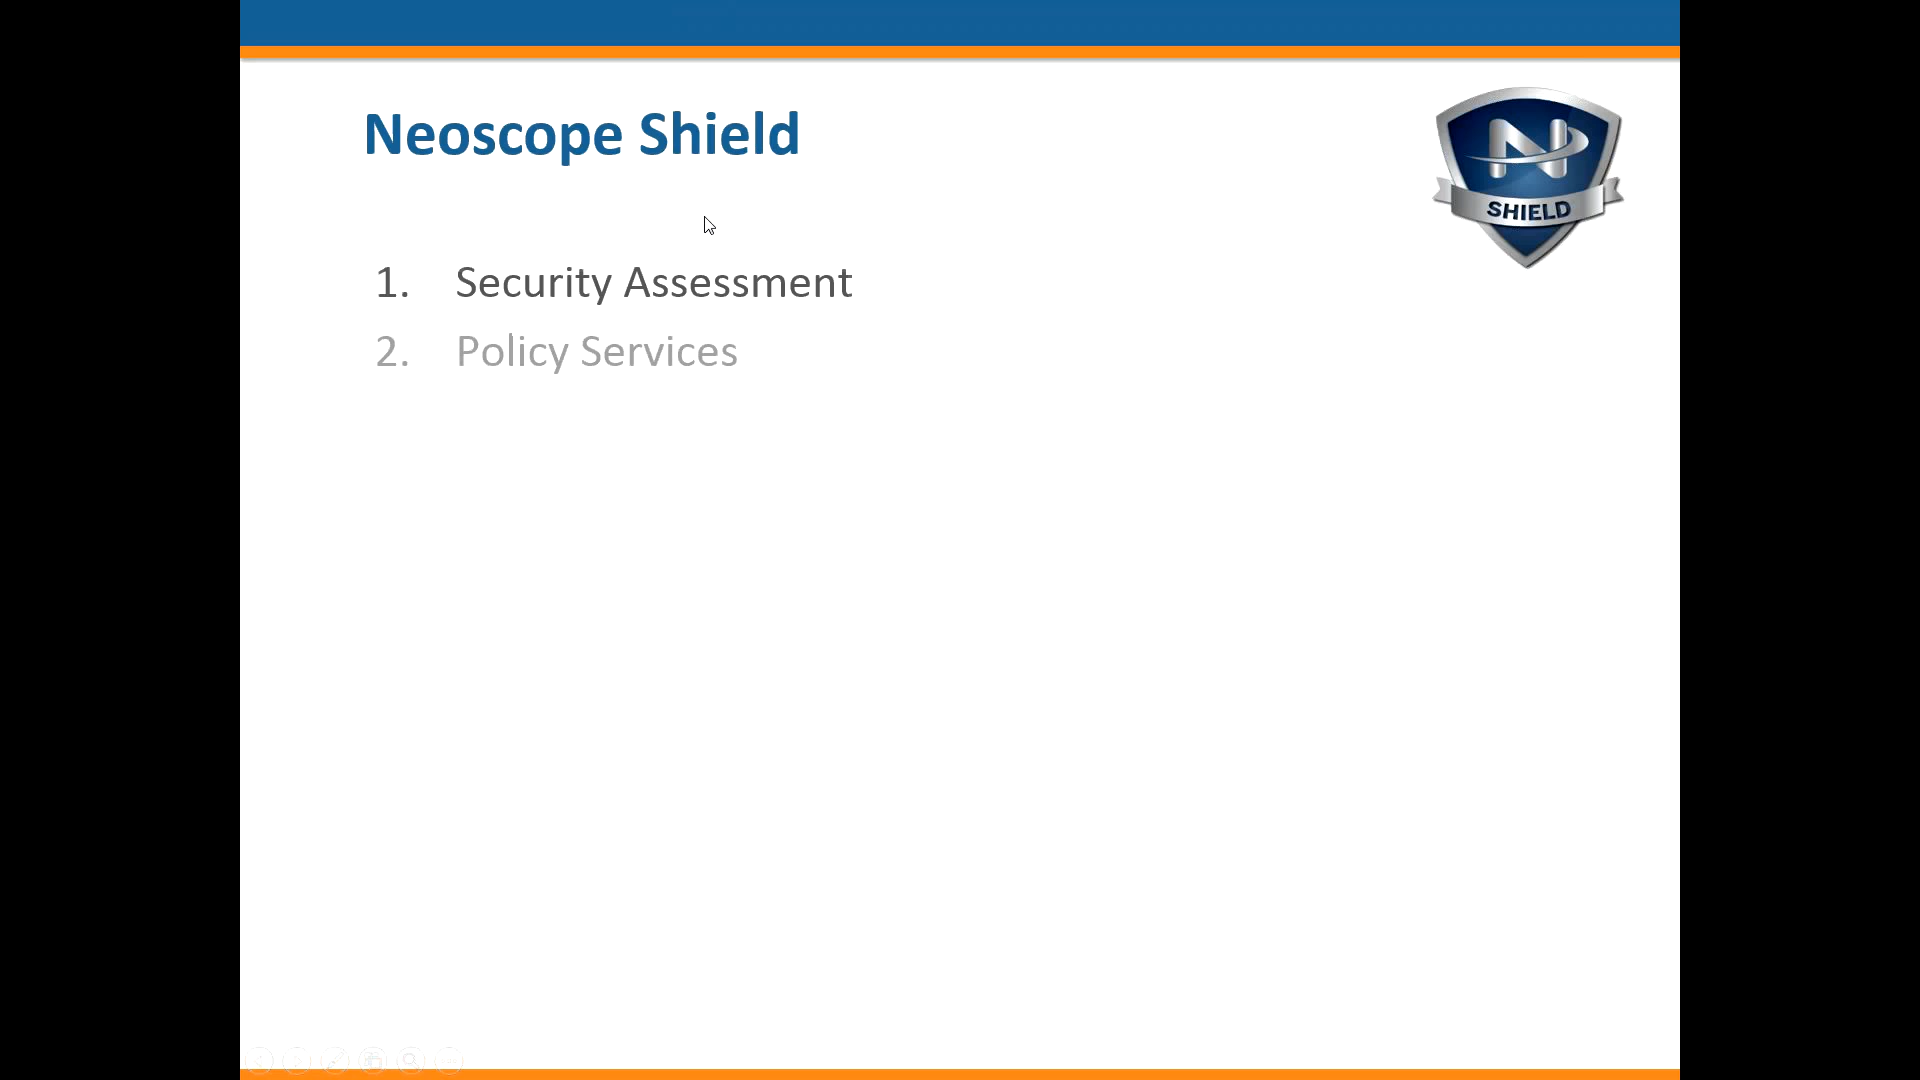 Neoscope Shield
N
SHIELD
1. Security Assessment
2. Policy Services